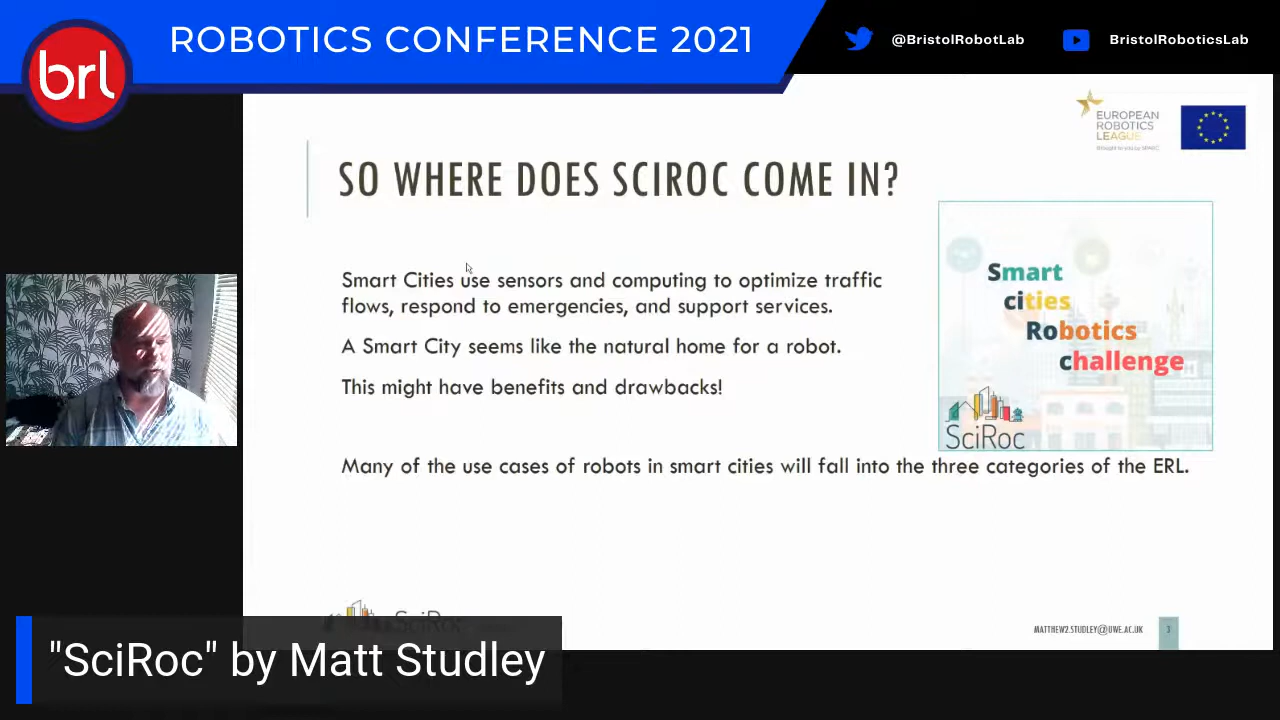 ROBOTICS CONFERENCE 2021
@BristolRobotLab
BristolRoboticsLab
brl
EUROPEAN
ROBOTICS
LEAGUE
SO WHERE DOES SCIROC COME IN?
Smart Cities use sensors and computing to optimize traffic
flows, respond to emergencies, and support services.
A Smart City seems like the natural home for a robot.
This might have benefits and drawbacks!
Smart
cities
Robotics
challenge
SciRoc
Many of the use cases of robots in smart cities will fall into the three categories of the ERL.
SciRoc
MATTHEW2.STUDLEY@UWE.AC.UK
3
"SciRoc" by Matt Studley